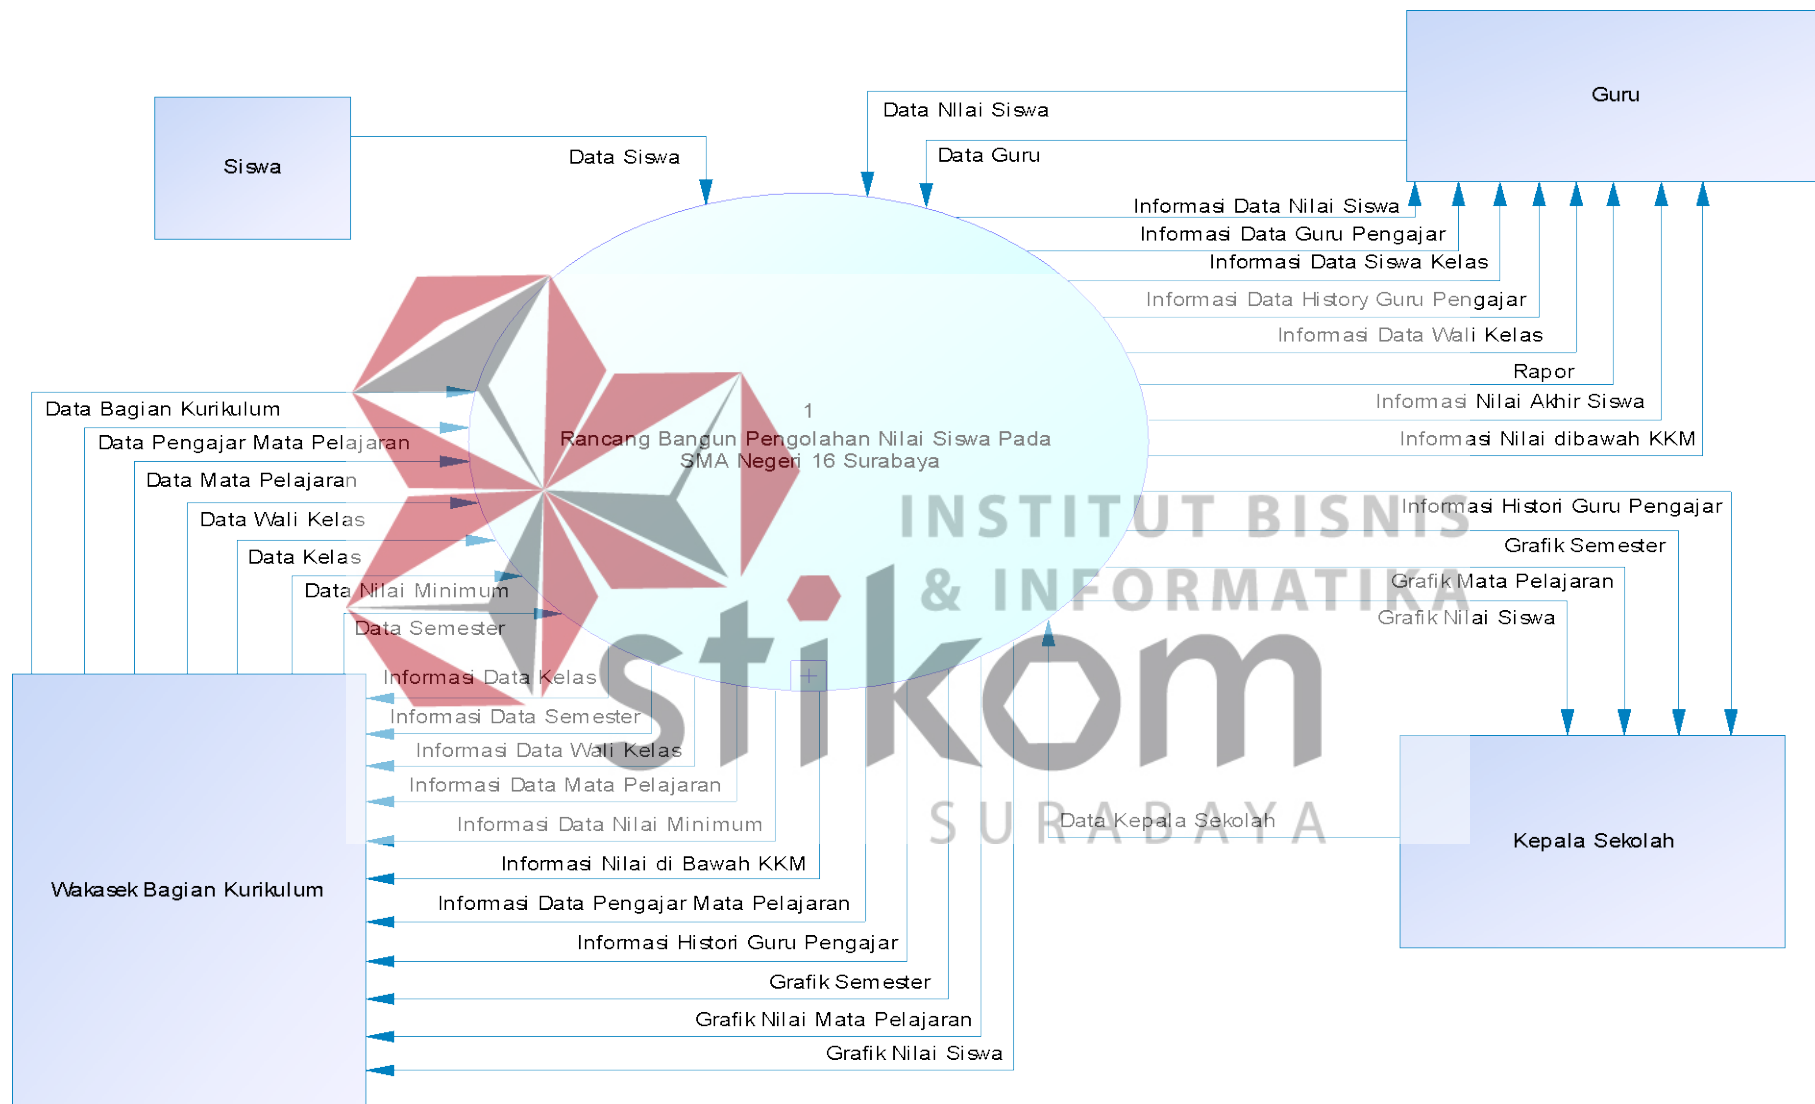 Guru
Data NIlai Siswa
Siswa
Data Siswa
Data Guru
Informasi Data Nilai Siswa
Informasi Data Guru Pengajar
Informasi Data Siswa Kelas
Informasi Data History Guru Pengajar
Informasi Data Wali Kelas
Rapor
Informasi Nilai Akhir Siswa
Informasi Nilai dibawah KKM
1
Rancang Bangun Pengolahan Nilai Siswa Pada
SMA Negeri 16 Surabaya
Data Bagian Kurikulum
Data Pengajar Mata Pelajaran
Data Mata Pelajaran
Data Wali Kelas
Data Kelas
Data Nilai Minimum
Data Semester
Informasi Histori Guru Pengajar
Grafik Semester
Grafik Mata Pelajaran
Grafik Nilai Siswa
INSTITUT BISNIS
& INFORMATIKA
stikom
SURABAYA
Informasi Data Kelas
Informasi Data Semester
Informasi Data Wali Kelas
Informasi Data Mata Pelajaran
Informasi Data Nilai Minimum
Informasi Nilai di Bawah KKM
Informasi Data Pengajar Mata Pelajaran
Informasi Histori Guru Pengajar
Grafik Semester
Grafik Nilai Mata Pelajaran
Grafik Nilai Siswa
Data Kepala Sekolah
Kepala Sekolah
Wakasek Bagian Kurikulum